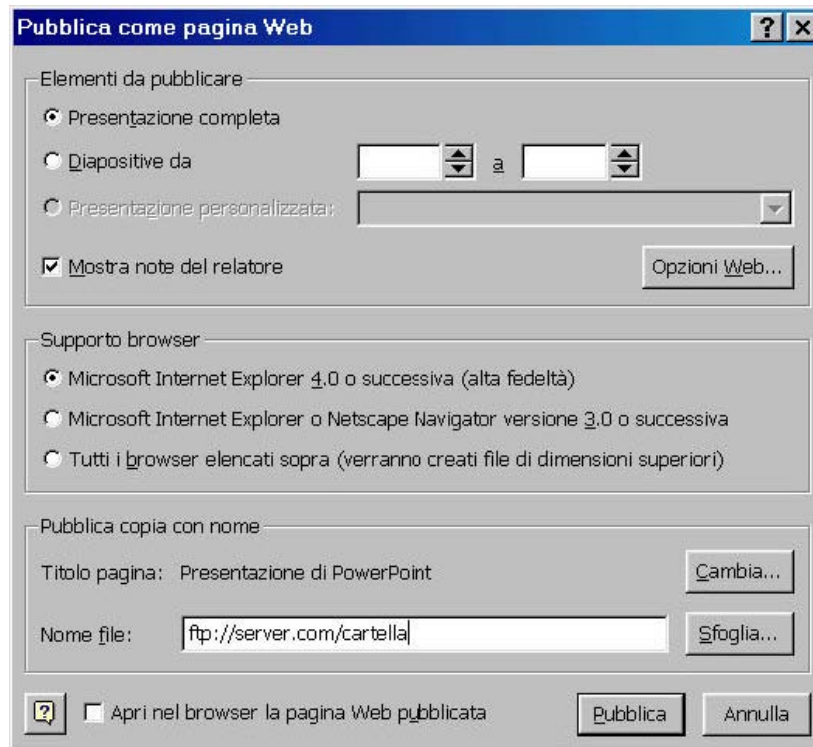 Pubblica come pagina Web
Elementi da pubblicare
Presentazione completa
Diapositive da a
Presentazione personalizzata:
Mostra note del relatore Opzioni Web...
Supporto browser
Microsoft Internet Explorer 4.0 o successiva (alta fedeltà)
Microsoft Internet Explorer o Netscape Navigator versione 3.0 o successiva
Tutti i browser elencati sopra (verranno creati file di dimensioni superiori)
Pubblica copia con nome
Titolo pagina: Presentazione di PowerPoint Cambia...
Nome file: ftp://server.com/cartella Sfoglia...
Apri nel browser la pagina Web pubblicata Pubblica Annulla